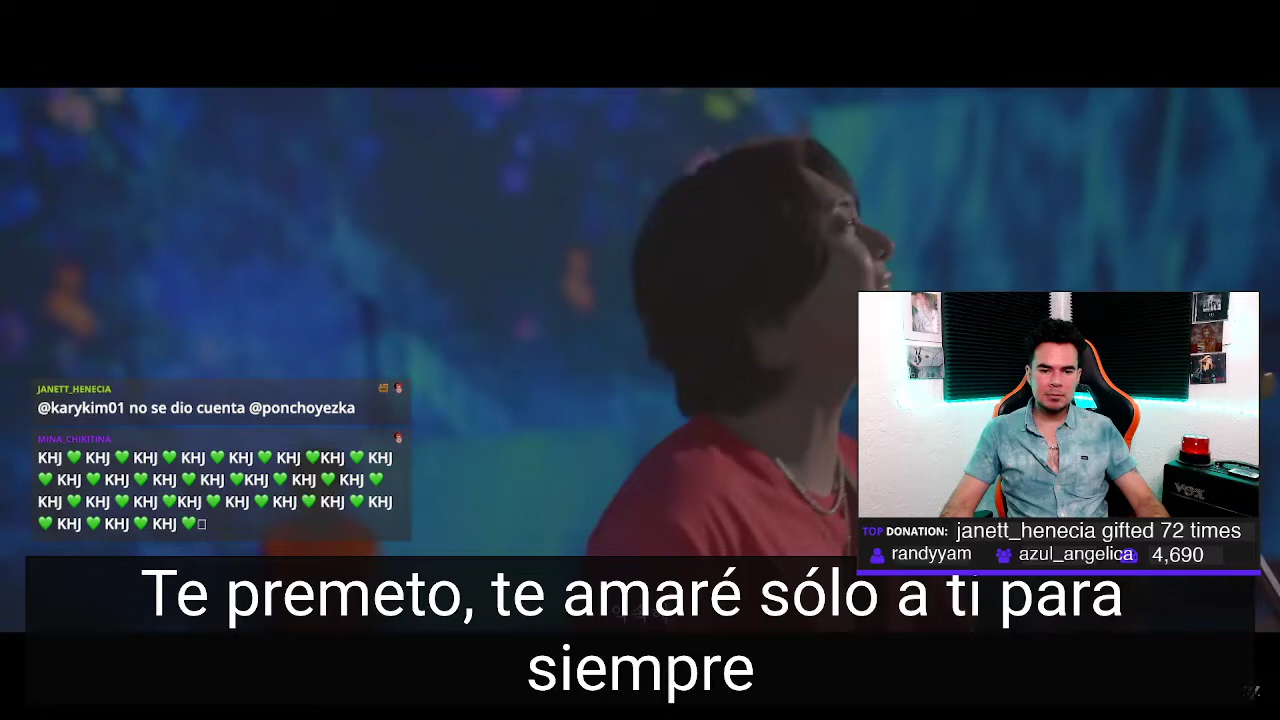 JANETT_HENECIA
@karykim01 no se dio cuenta @ponchoyezka
MINA_CHIKITINA
KHJ 💚 KHJ 💚 KHJ 💚 KHJ 💚 KHJ 💚 KHJ 💚KHJ 💚 KHJ
💚 KHJ 💚 KHJ 💚 KHJ 💚 KHJ 💚KHJ 💚 KHJ 💚 KHJ 💚
KHJ 💚 KHJ 💚 KHJ 💚KHJ 💚 KHJ 💚 KHJ 💚 KHJ 💚 KHJ
💚 KHJ 💚 KHJ 💚 KHJ 💚
VOX
TOP DONATION: janett_henecia gifted 72 times
randyyam azul_angelica 4,690
Te premeto, te amaré sólo a ti para
siempre